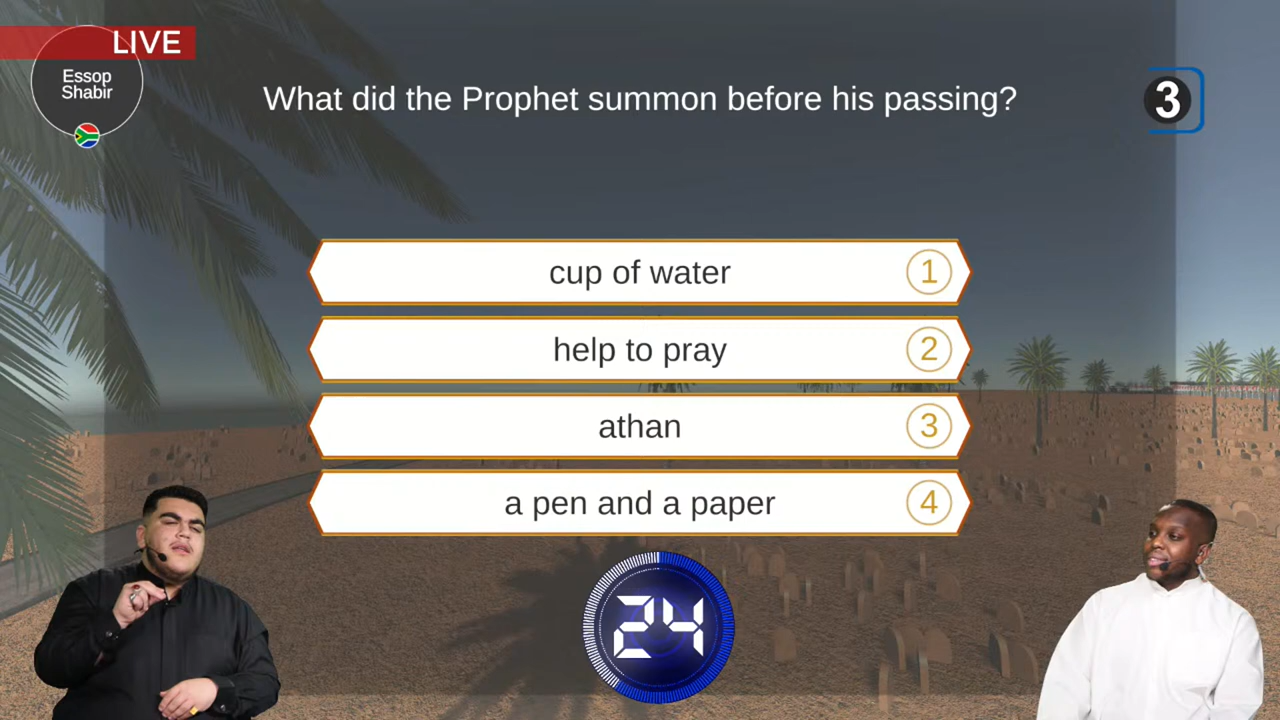 LIVE
Essop
Shabir
What did the Prophet summon before his passing?
3
cup of water 1
help to pray 2
athan 3
a pen and a paper 4
24